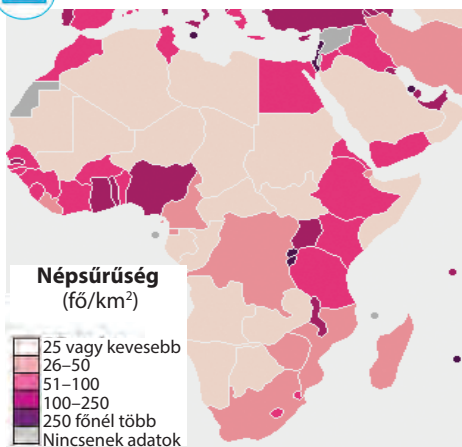 Népsűrűség
(fő/km²)
25 vagy kevesebb
26–50
51–100
100–250
250 főnél több
Nincsenek adatok